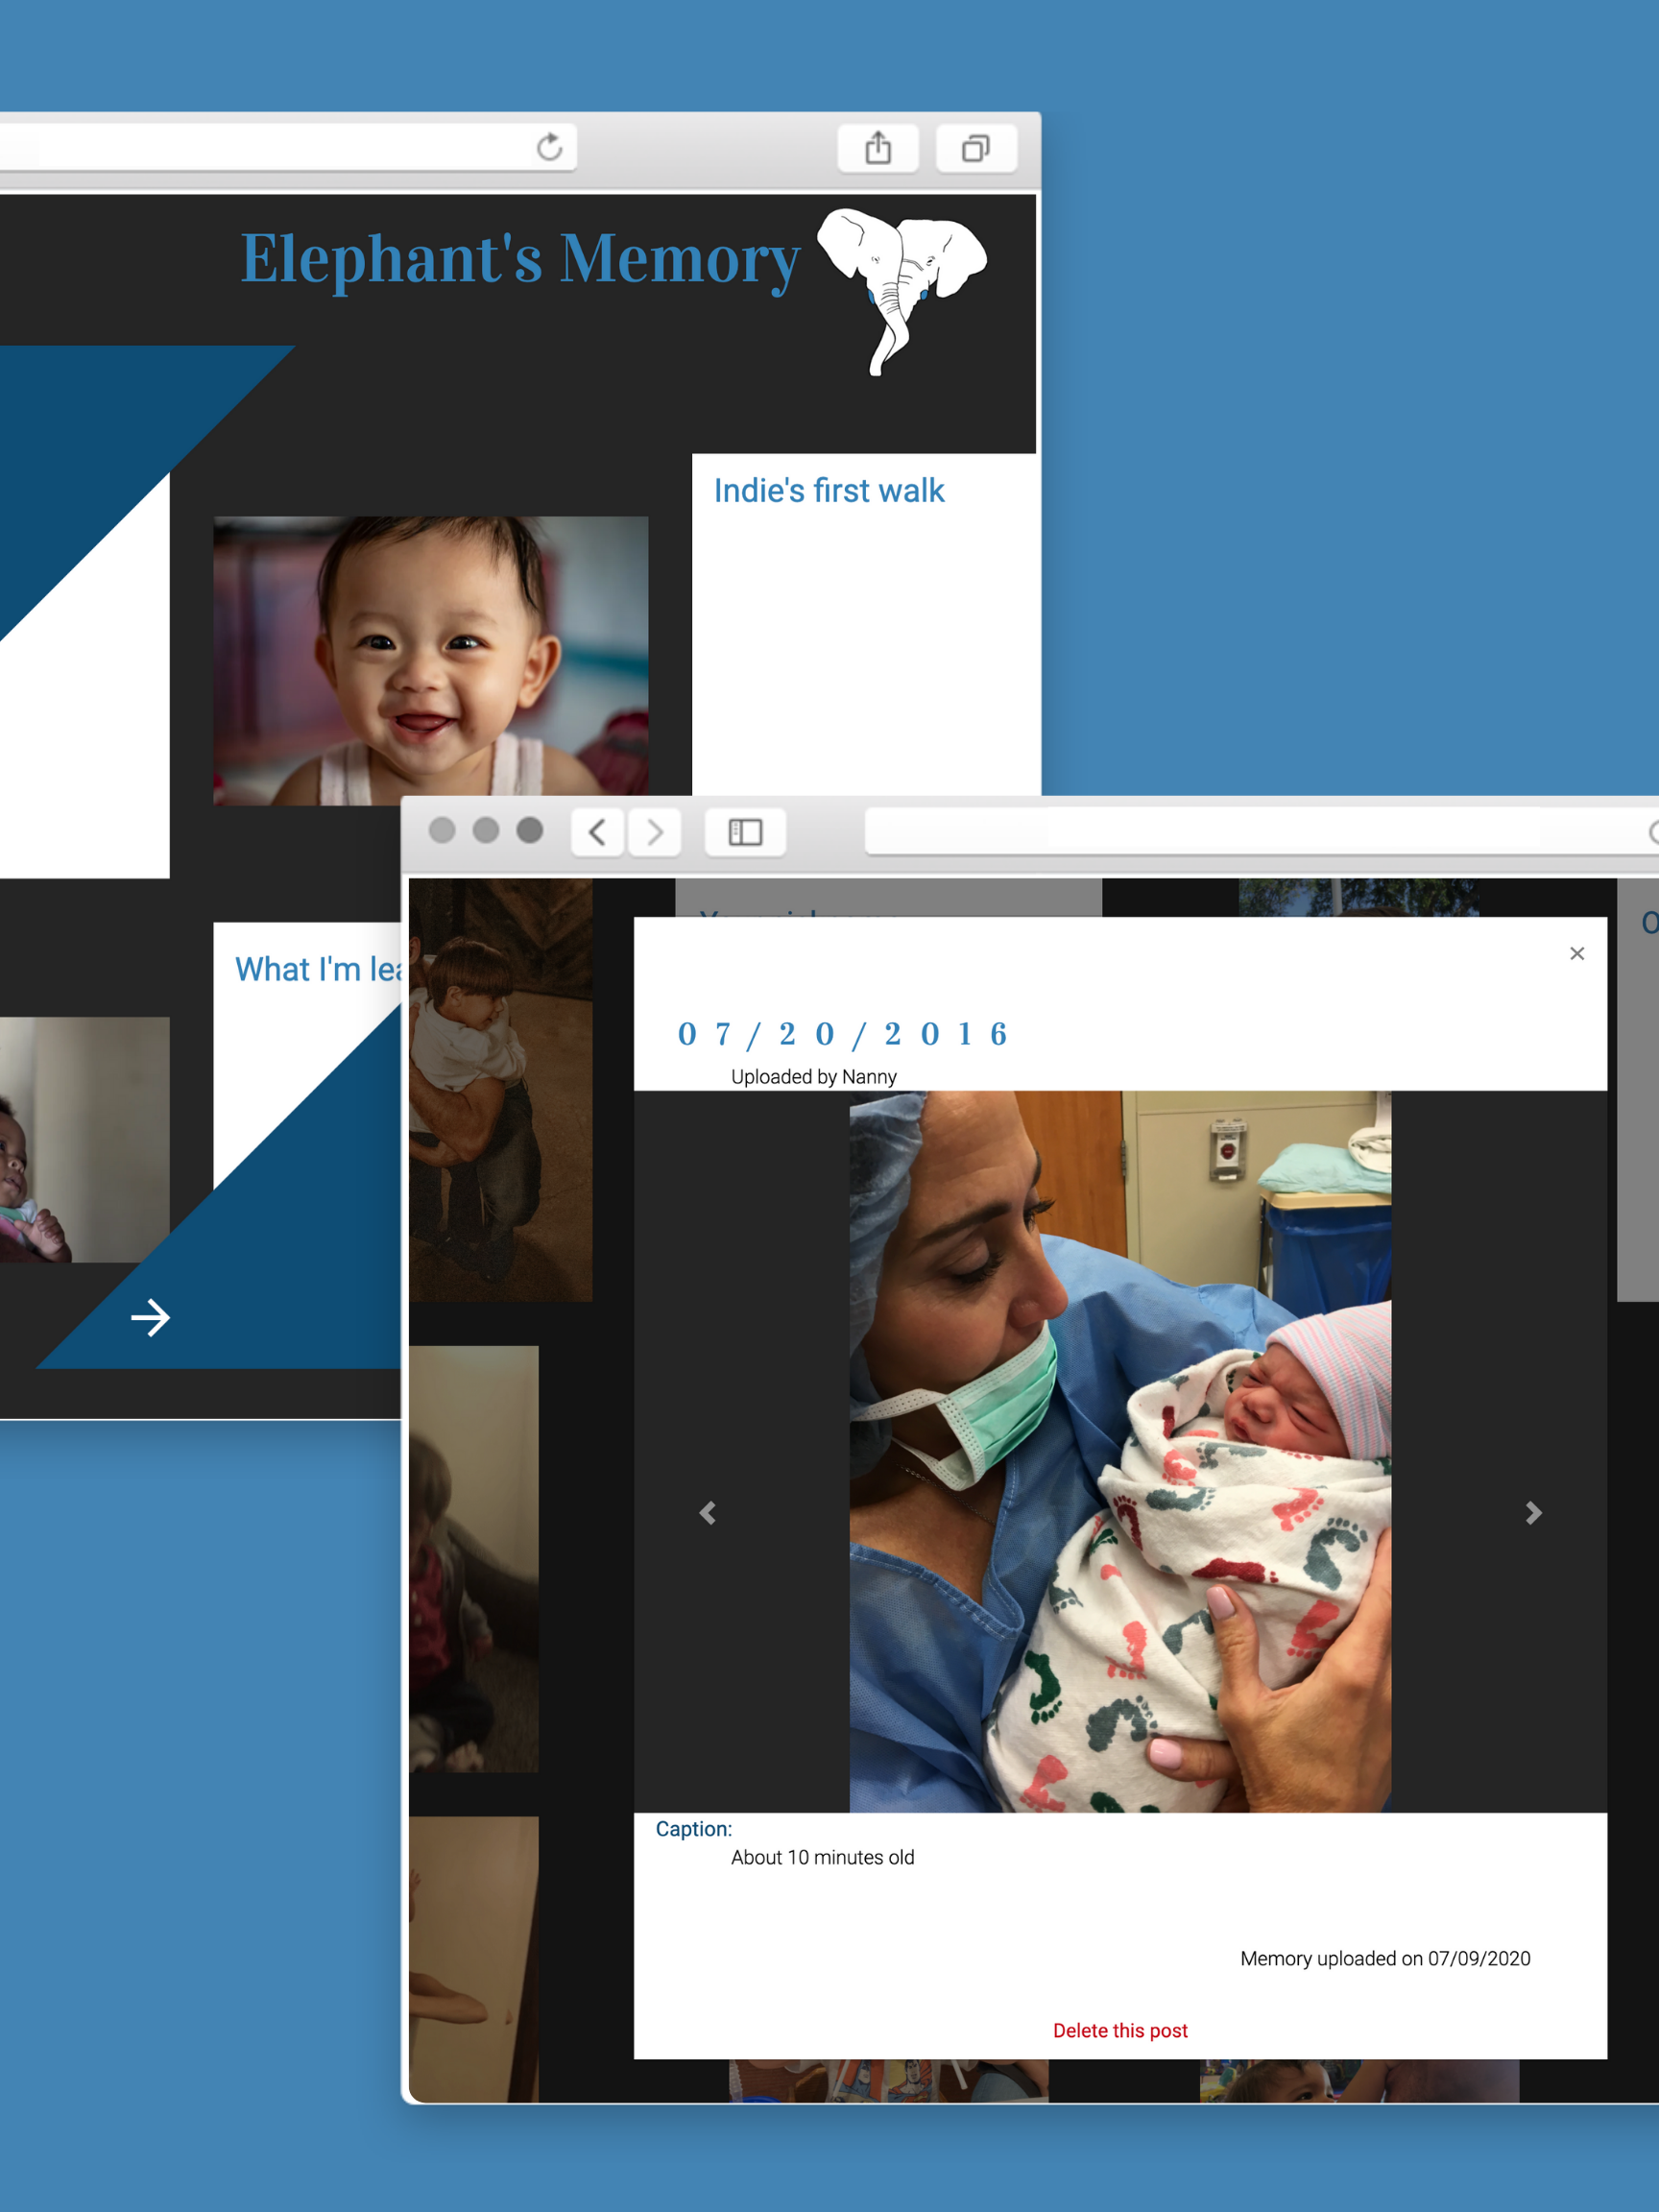 Elephant's Memory
Indie's first walk
What I'm
07/20/2016
Uploaded by Nanny
Caption:
About 10 minutes old
Memory uploaded on 07/09/2020
Delete this post